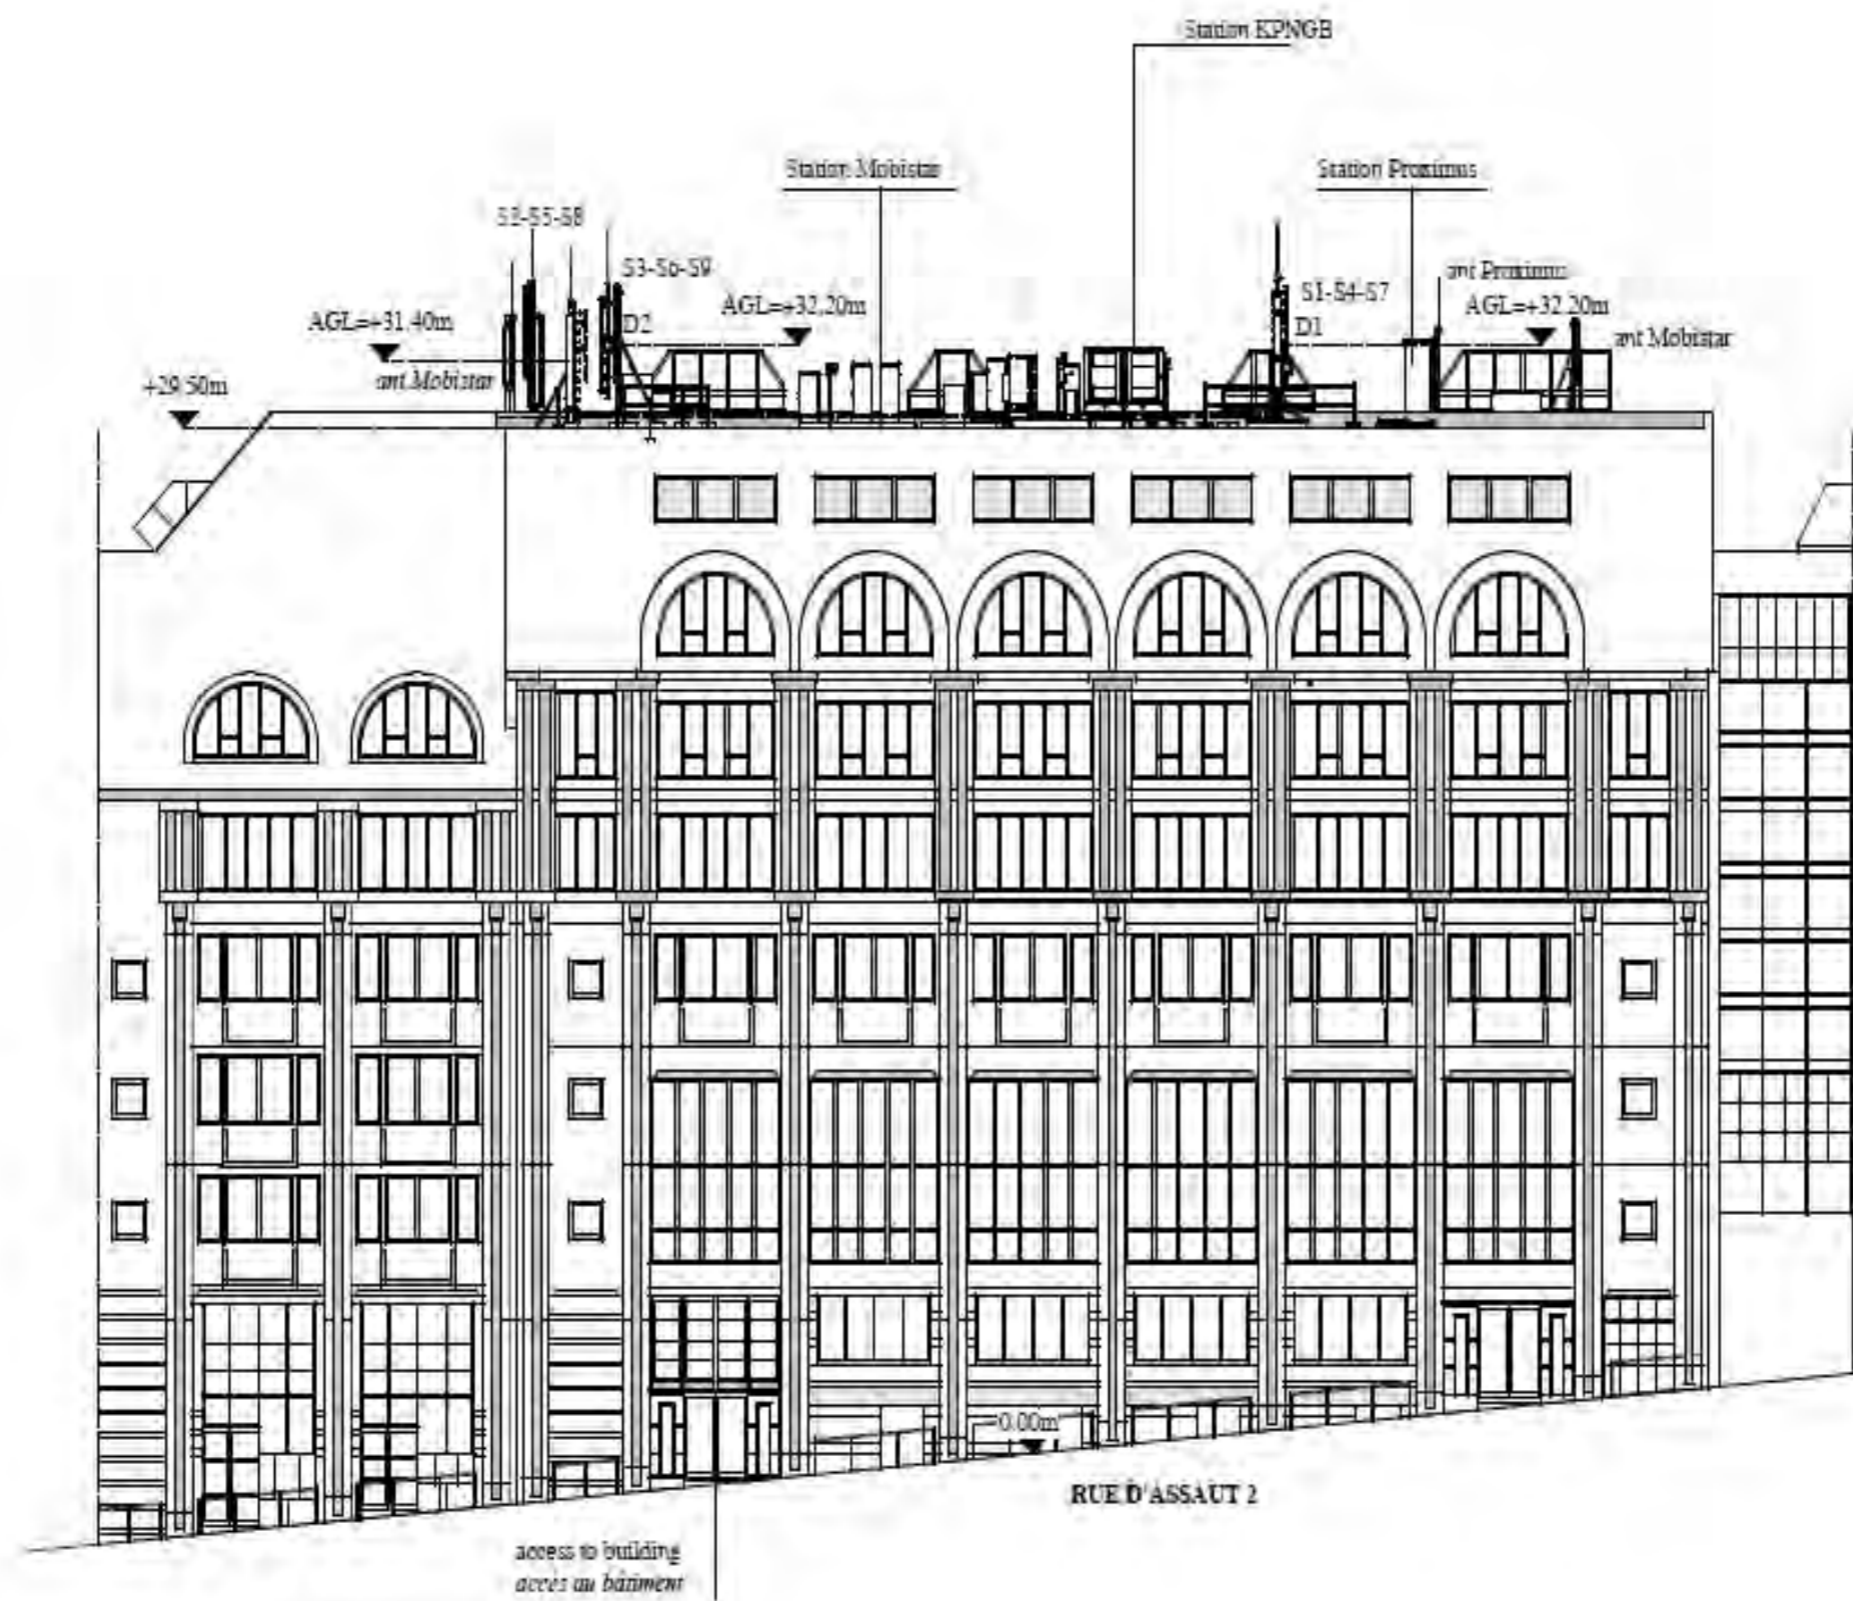 Station KPNGB
Station Mobistar
Station Proximus
S2-S5-S8
S3-S6-S9
ant Proximus
S1-S4-S7
AGL=+32.20m
AGL=+32.20m
AGL=+31.40m
D2
D1
ant Mobistar
ant Mobistar
+29.50m
0.00m
RUE D'ASSAUT 2
access to building
accès au bâtiment